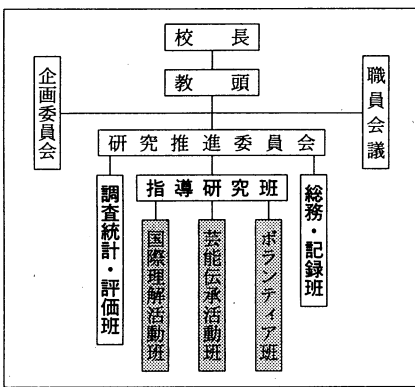 校長
教頭
企画委員会
職員会議
研究推進委員会
調査統計・評価班
指導研究班
総務・記録班
国際理解活動班
芸能伝承活動班
ボランティア班